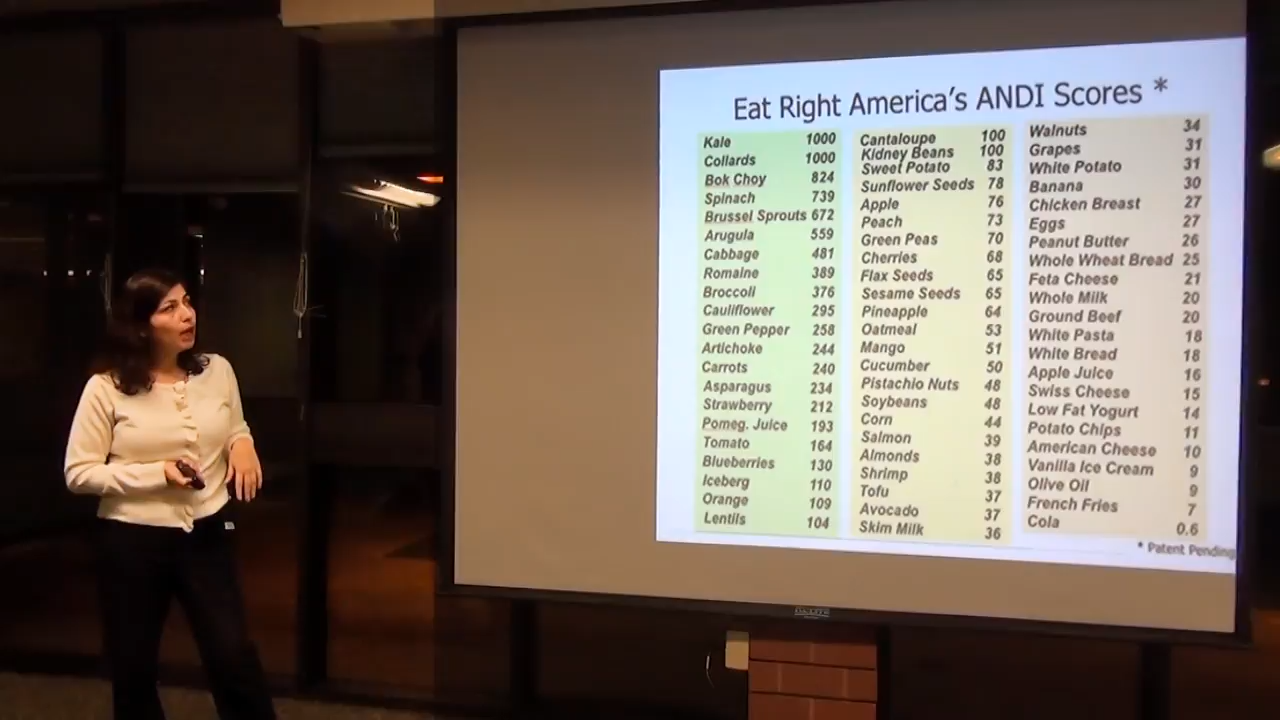 Eat Right America's ANDI Scores *
Kale 1000
Collards 1000
Bok Choy 824
Spinach 739
Brussel Sprouts 672
Arugula 559
Cabbage 481
Romaine 389
Broccoli 376
Cauliflower 295
Green Pepper 258
Artichoke 244
Carrots 240
Asparagus 234
Strawberry 212
Pomeg. Juice 193
Tomato 164
Blueberries 130
Iceberg 110
Orange 109
Lentils 104
Cantaloupe 100
Kidney Beans 100
Sweet Potato 83
Sunflower Seeds 78
Apple 76
Peach 73
Green Peas 70
Cherries 68
Flax Seeds 65
Sesame Seeds 65
Pineapple 64
Oatmeal 53
Mango 51
Cucumber 50
Pistachio Nuts 48
Soybeans 48
Corn 44
Salmon 39
Almonds 38
Shrimp 38
Tofu 37
Avocado 37
Skim Milk 36
Walnuts 34
Grapes 31
White Potato 31
Banana 30
Chicken Breast 27
Eggs 27
Peanut Butter 26
Whole Wheat Bread 25
Feta Cheese 21
Whole Milk 20
Ground Beef 20
White Pasta 18
White Bread 18
Apple Juice 16
Swiss Cheese 15
Low Fat Yogurt 14
Potato Chips 11
American Cheese 10
Vanilla Ice Cream 9
Olive Oil 9
French Fries 7
Cola 0.6
* Patent Pending